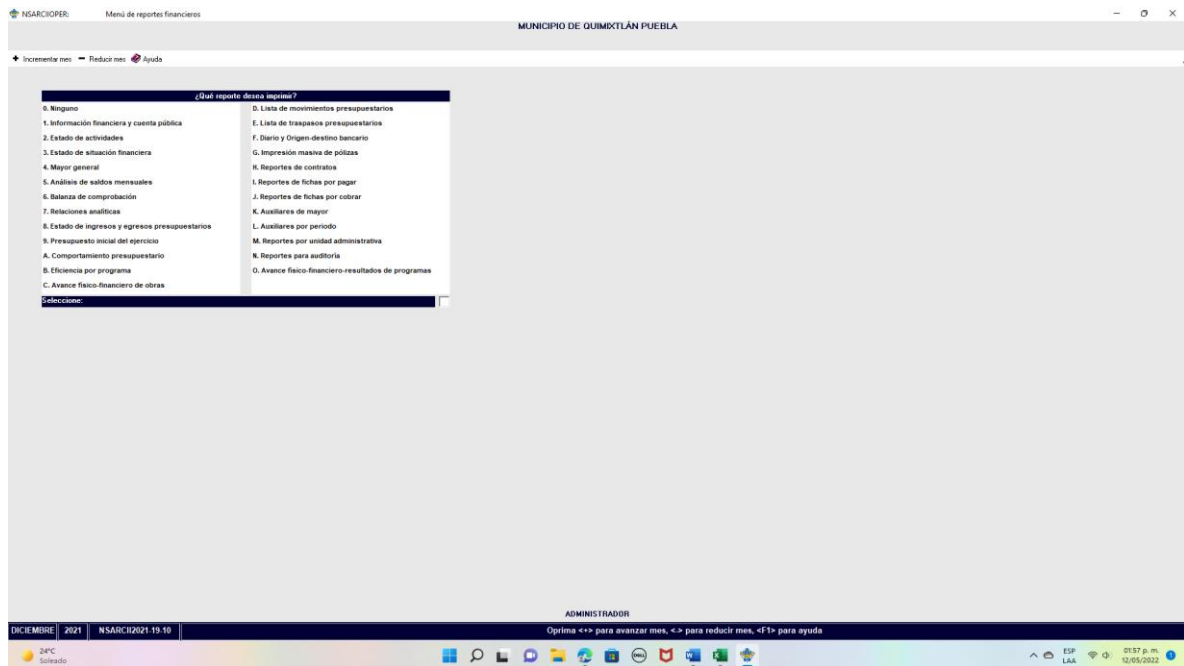 NSARCIIOPER: Menú de reportes financieros
MUNICIPIO DE QUIMIXTLÁN PUEBLA
Incrementar mes Reducir mes Ayuda
¿Qué reporte desea imprimir?
0. Ninguno
1. Información financiera y cuenta pública
2. Estado de actividades
3. Estado de situación financiera
4. Mayor general
5. Análisis de saldos mensuales
6. Balanza de comprobación
7. Relaciones analíticas
8. Estado de ingresos y egresos presupuestarios
9. Presupuesto inicial del ejercicio
A. Comportamiento presupuestario
B. Eficiencia por programa
C. Avance físico-financiero de obras
D. Lista de movimientos presupuestarios
E. Lista de traspasos presupuestarios
F. Diario y Origen-destino bancario
G. Impresión masiva de pólizas
H. Reportes de contratos
I. Reportes de fichas por pagar
J. Reportes de fichas por cobrar
K. Auxiliares de mayor
L. Auxiliares por periodo
M. Reportes por unidad administrativa
N. Reportes para auditoría
O. Avance físico-financiero-resultados de programas
Seleccione:
ADMINISTRADOR
DICIEMBRE 2021 NSARCII2021-19.10 Oprima <+> para avanzar mes, <-> para reducir mes, <F1> para ayuda
24°C
Soleado
DELL
ESP
LAA
01:57 p. m.
12/05/2022
1